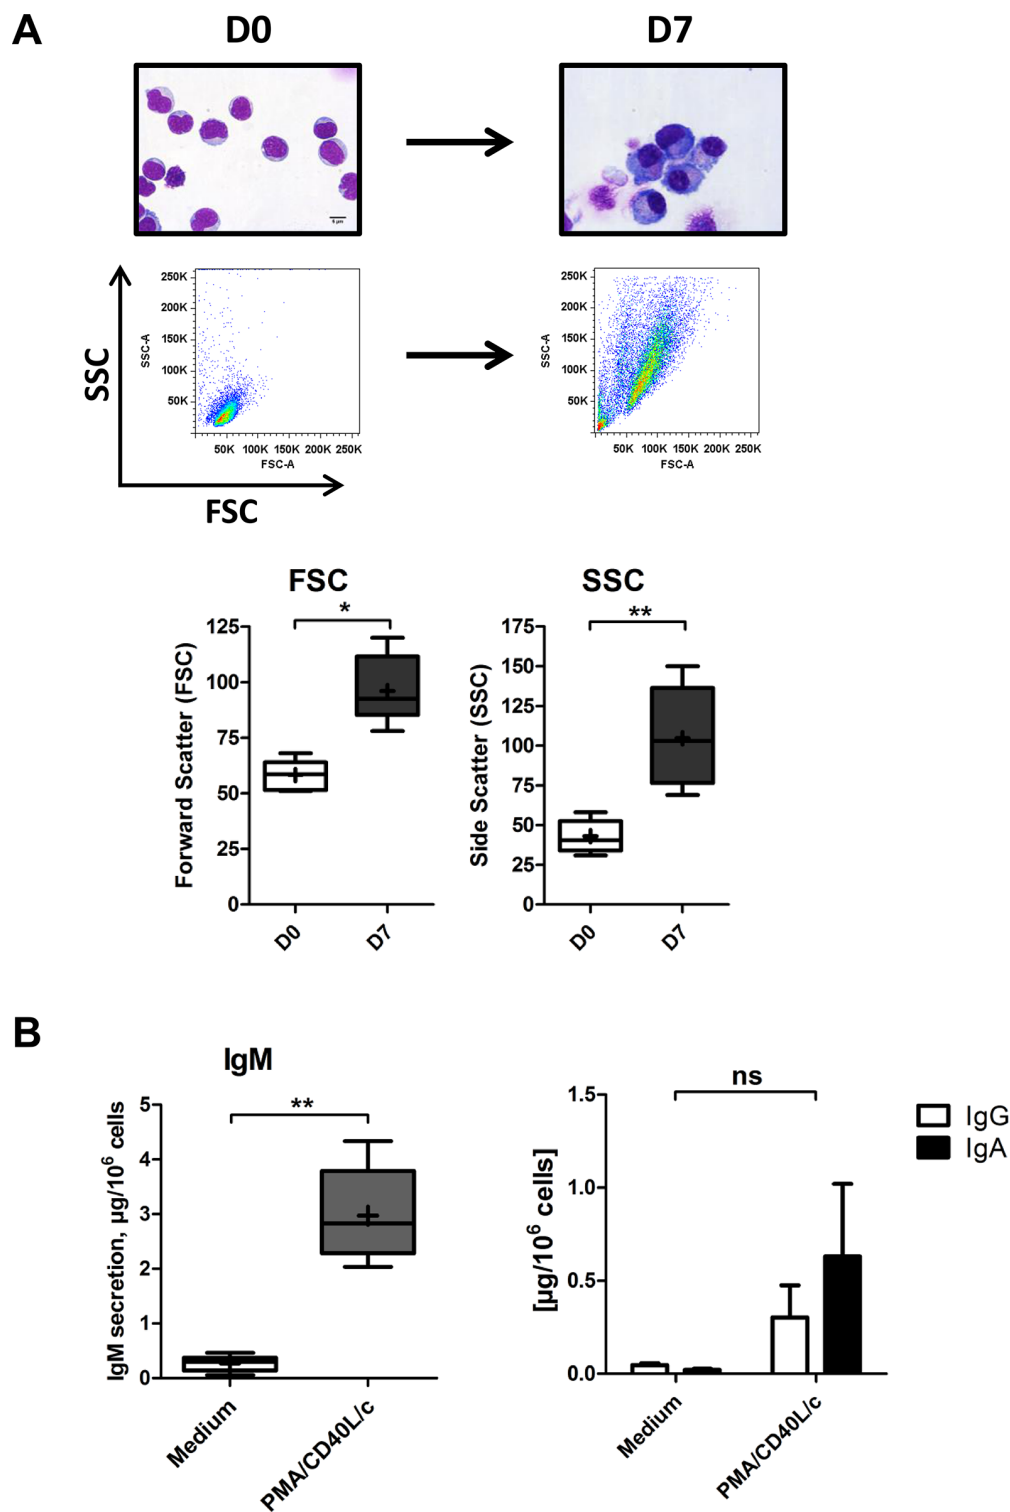 A
D0
D7
5 µm
250K
200K
150K
100K
50K
SSC-A
50K 100K 150K 200K 250K
FSC-A
250K
200K
150K
100K
50K
SSC-A
50K 100K 150K 200K 250K
FSC-A
SSC
FSC
FSC
*
125
100
75
50
25
0
Forward Scatter (FSC)
D0
D7
SSC
**
175
150
125
100
75
50
25
0
Side Scatter (SSC)
D0
D7
B
IgM
**
5
4
3
2
1
0
IgM secretion, µg/10⁶ cells
Medium
PMA/CD40L/c
ns
1.5
1.0
0.5
0.0
[µg/10⁶ cells]
Medium
PMA/CD40L/c
IgG
IgA